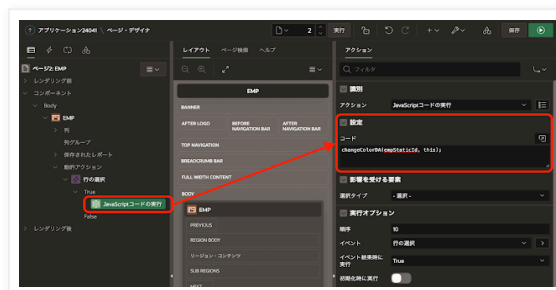 アプリケーション24041 \ ページ・デザイナ
2
実行
保存
レイアウト ページ検索 ヘルプ
アクション
ページ2: EMP
レンダリング前
コンポーネント
Body
EMP
列
列グループ
保存されたレポート
動的アクション
行の選択
True
JavaScriptコードの実行
False
レンダリング後
EMP
BANNER
AFTER LOGO
BEFORE NAVIGATION BAR
AFTER NAVIGATION BAR
TOP NAVIGATION
BREADCRUMB BAR
FULL WIDTH CONTENT
BODY
EMP
PREVIOUS
REGION BODY
リージョン・コンテンツ
SUB REGIONS
NEXT
フィルタ
識別
アクション JavaScriptコードの実行
設定
コード
changeColorDA(empStaticId, this);
影響を受ける要素
選択タイプ - 選択 -
実行オプション
順序 10
イベント 行の選択
イベント結果時に実行 True
初期化時に実行